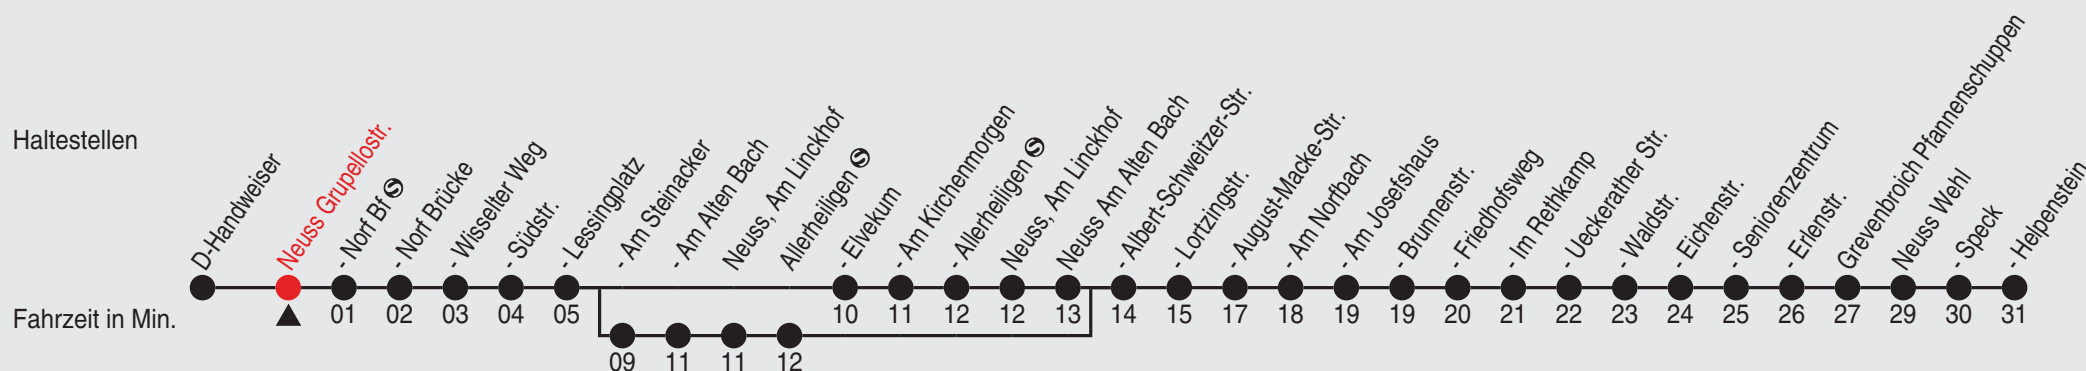 Haltestellen
D-Handweiser
Neuss Grupellostr.
- Norf Bf Ⓢ
- Norf Brücke
- Wisselter Weg
- Südstr.
- Lessingplatz
- Am Steinacker
- Am Alten Bach
Neuss, Am Linckhof
Allerheiligen Ⓢ
- Elvekum
- Am Kirchenmorgen
- Allerheiligen Ⓢ
Neuss, Am Linckhof
Neuss Am Alten Bach
- Albert-Schweitzer-Str.
- Lortzingstr.
- August-Macke-Str.
- Am Norfbach
- Am Josefshaus
- Brunnenstr.
- Friedhofsweg
- Im Rethkamp
- Ueckerather Str.
- Waldstr.
- Eichenstr.
- Seniorenzentrum
- Erlenstr.
Grevenbroich Pfannenschuppen
Neuss Wehl
- Speck
- Helpenstein
Fahrzeit in Min.
01 02 03 04 05 10 11 12 12 13 14 15 17 18 19 19 20 21 22 23 24 25 26 27 29 30 31
09 11 11 12